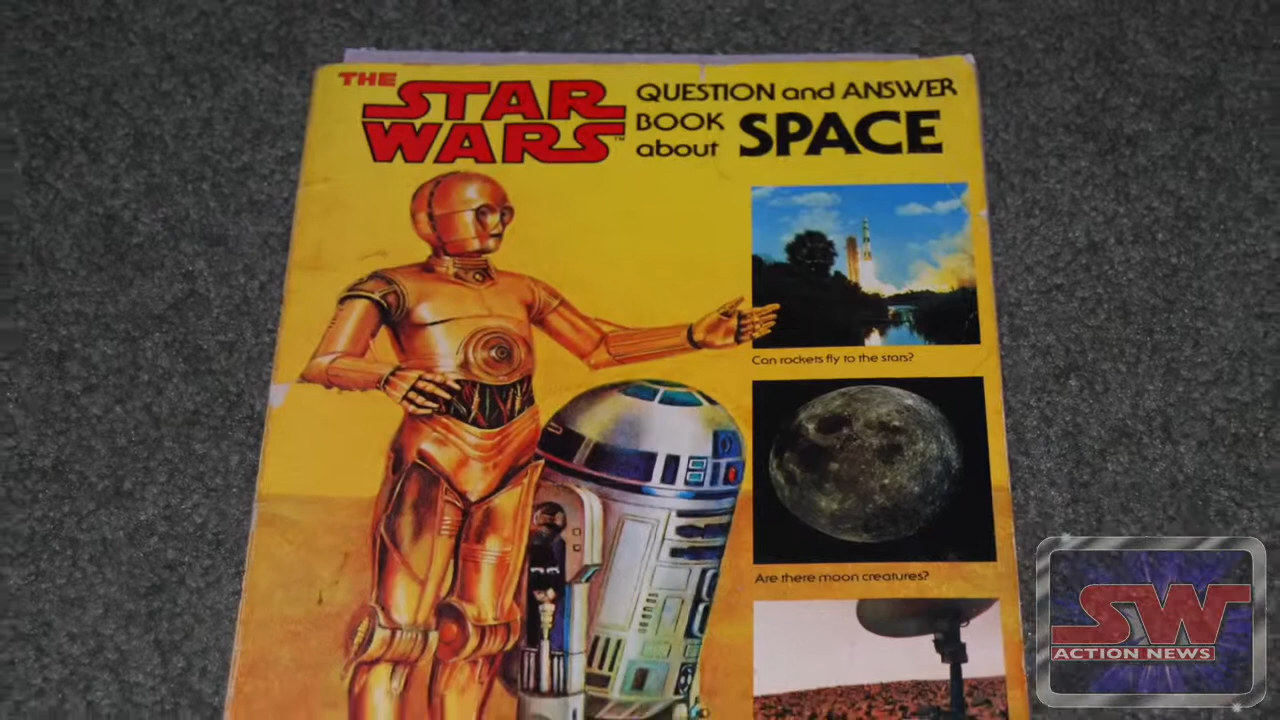 THE
STAR
WARS™
QUESTION and ANSWER
BOOK
about SPACE
Can rockets fly to the stars?
Are there moon creatures?
SW
ACTION NEWS